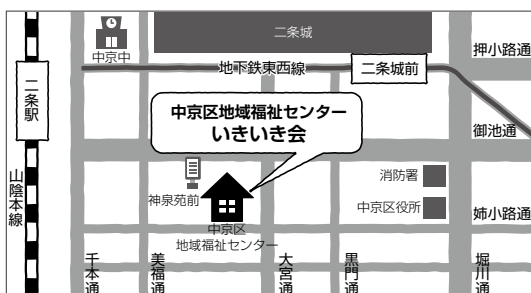 二条城
押小路通
中京中
地下鉄東西線
二条城前
二条駅
中京区地域福祉センター
いきいき会
御池通
山陰本線
消防署
神泉苑前
中京区役所
姉小路通
中京区
地域福祉センター
千本通
美福通
大宮通
黒門通
堀川通